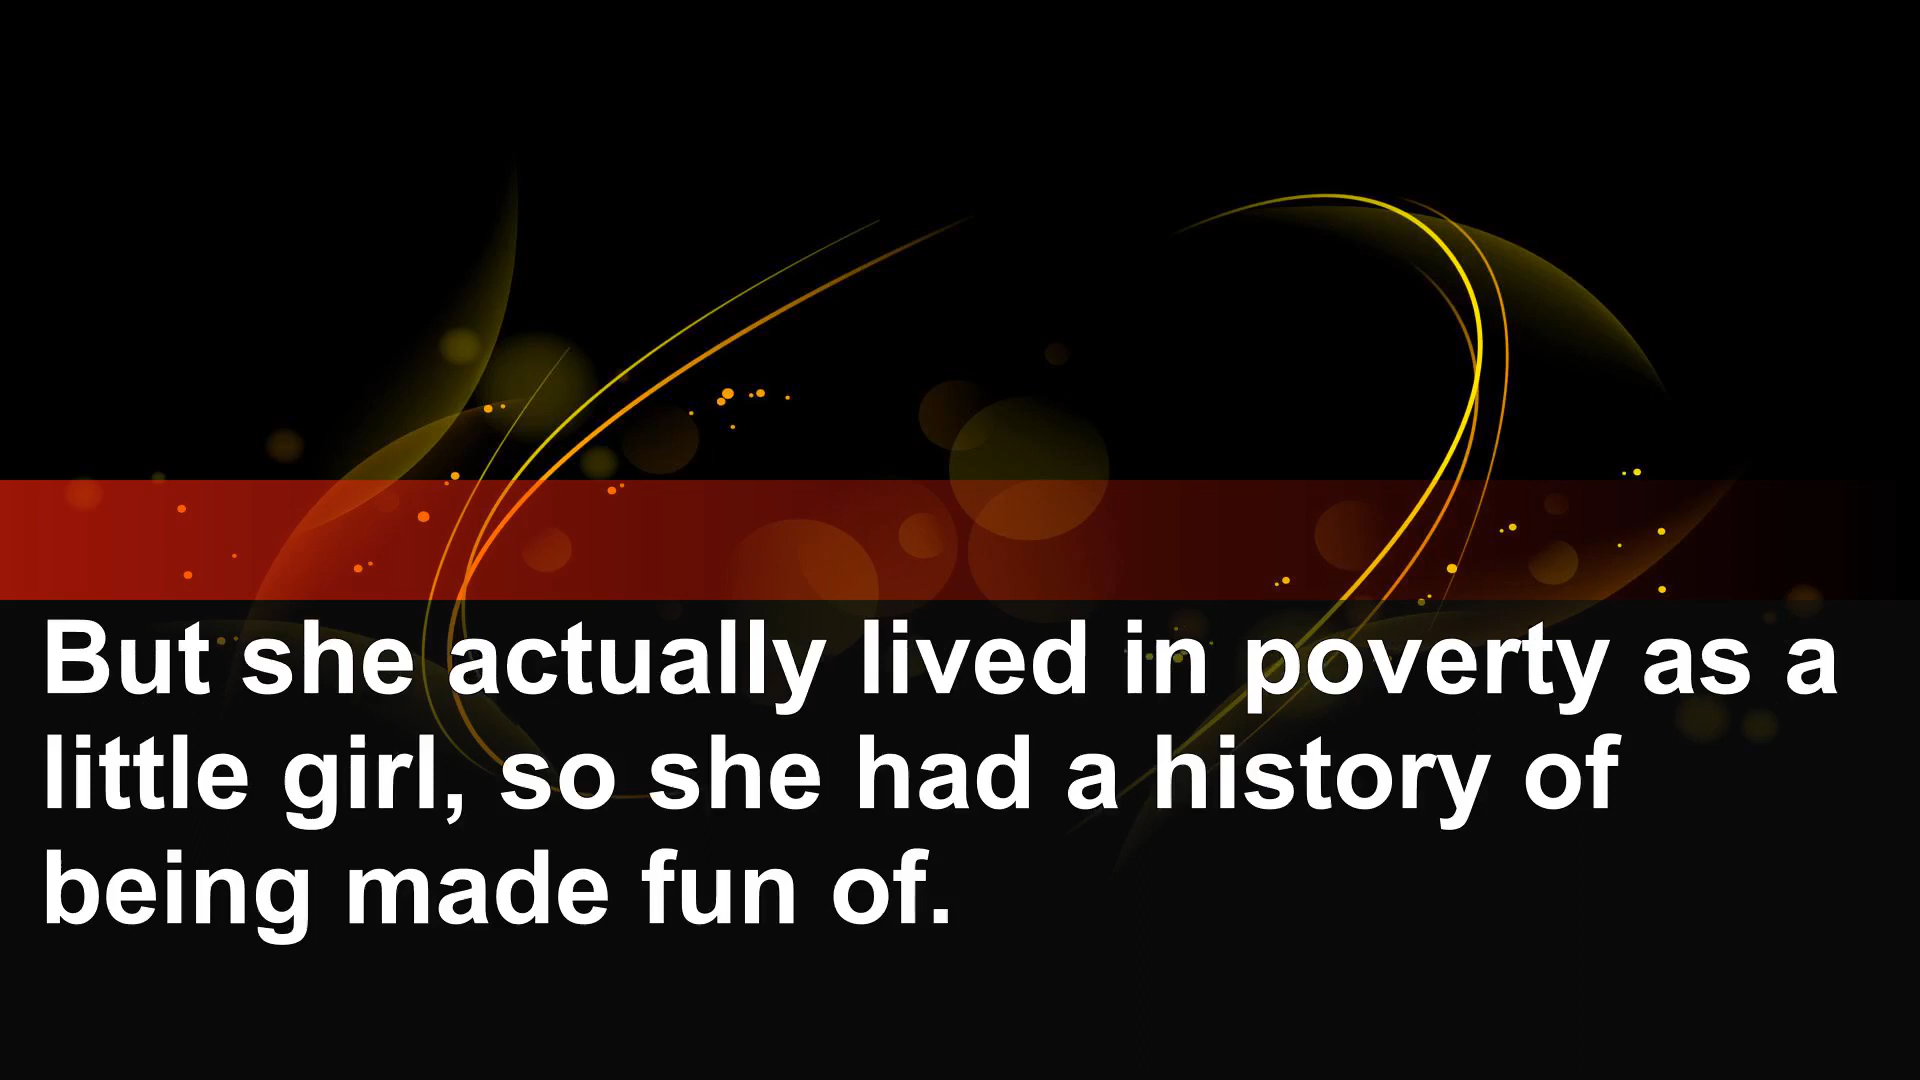 But she actually lived in poverty as a
little girl, so she had a history of
being made fun of.